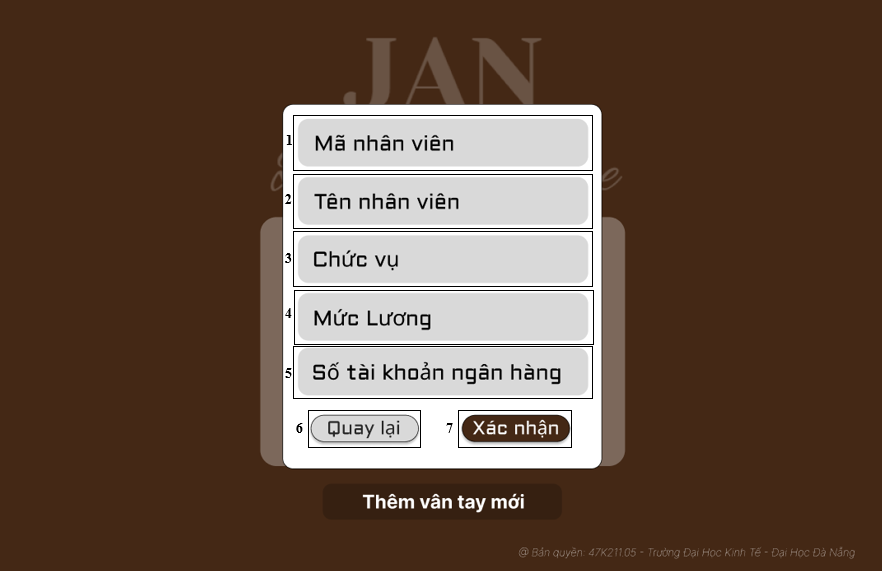 JAN
1 Mã nhân viên
2 Tên nhân viên
3 Chức vụ
4 Mức Lương
5 Số tài khoản ngân hàng
6 Quay lại 7 Xác nhận
Thêm vân tay mới
@ Bản quyền: 47K211.05 - Trường Đại Học Kinh Tế - Đại Học Đà Nẵng